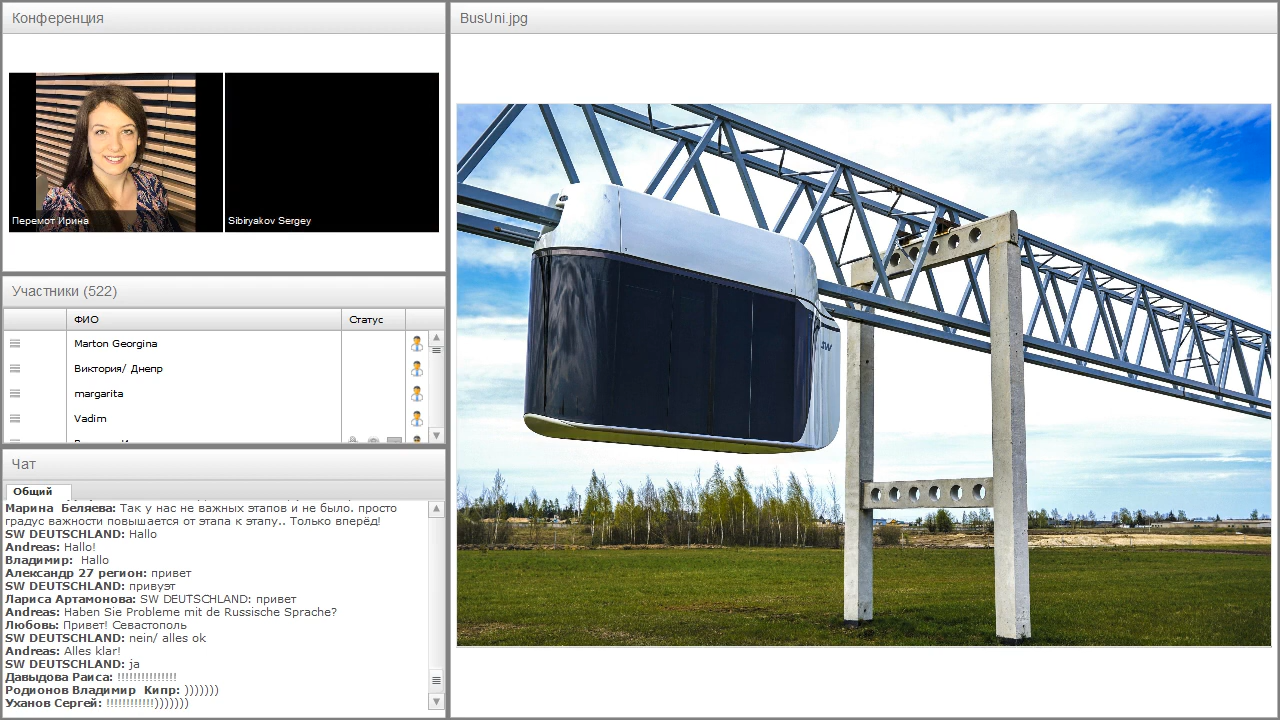 Конференция
Перемот Ирина
Sibiryakov Sergey
Участники (522)
ФИО Статус
Marton Georgina
Виктория/ Днепр
margarita
Vadim
Чат
Общий
Марина Беляева: Так у нас не важных этапов и не было. просто
градус важности повышается от этапа к этапу.. Только вперёд!
SW DEUTSCHLAND: Hallo
Andreas: Hallo!
Владимир: Hallo
Александр 27 регион: привет
SW DEUTSCHLAND: привуэт
Лариса Артамонова: SW DEUTSCHLAND: привет
Andreas: Haben Sie Probleme mit de Russische Sprache?
Любовь: Привет! Севастополь
SW DEUTSCHLAND: nein/ alles ok
Andreas: Alles klar!
SW DEUTSCHLAND: ja
Давыдова Раиса: !!!!!!!!!!!!!!!
Родионов Владимир Кипр: )))))))
Уханов Сергей: !!!!!!!!!!!!)))))))
BusUni.jpg
SW